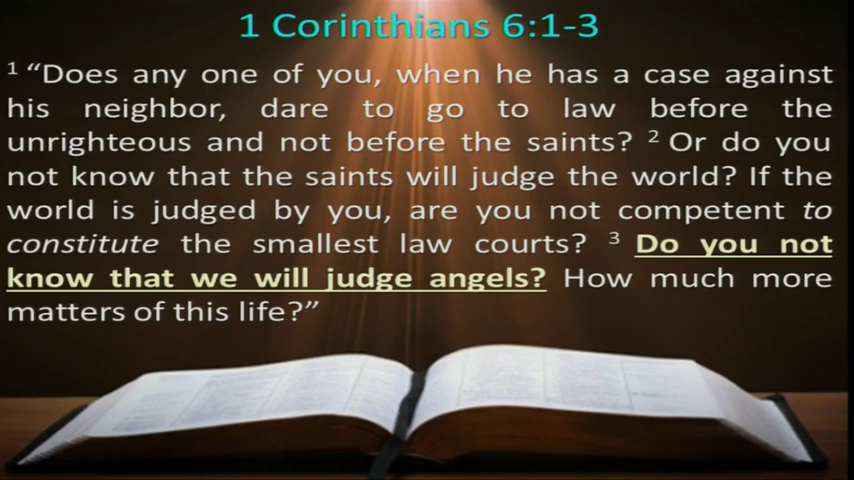 1 Corinthians 6:1-3
1 “Does any one of you, when he has a case against
his neighbor, dare to go to law before the
unrighteous and not before the saints? 2 Or do you
not know that the saints will judge the world? If the
world is judged by you, are you not competent to
constitute the smallest law courts? 3 Do you not
know that we will judge angels? How much more
matters of this life?”